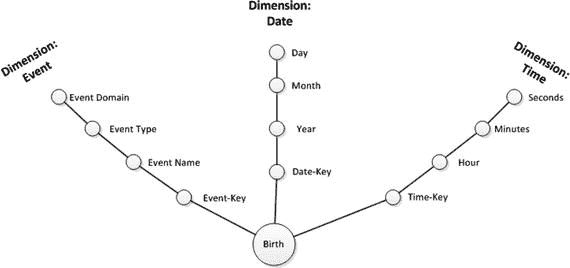 Dimension:
Event
Event Domain
Event Type
Event Name
Event-Key
Dimension:
Date
Day
Month
Year
Date-Key
Dimension:
Time
Seconds
Minutes
Hour
Time-Key
Birth